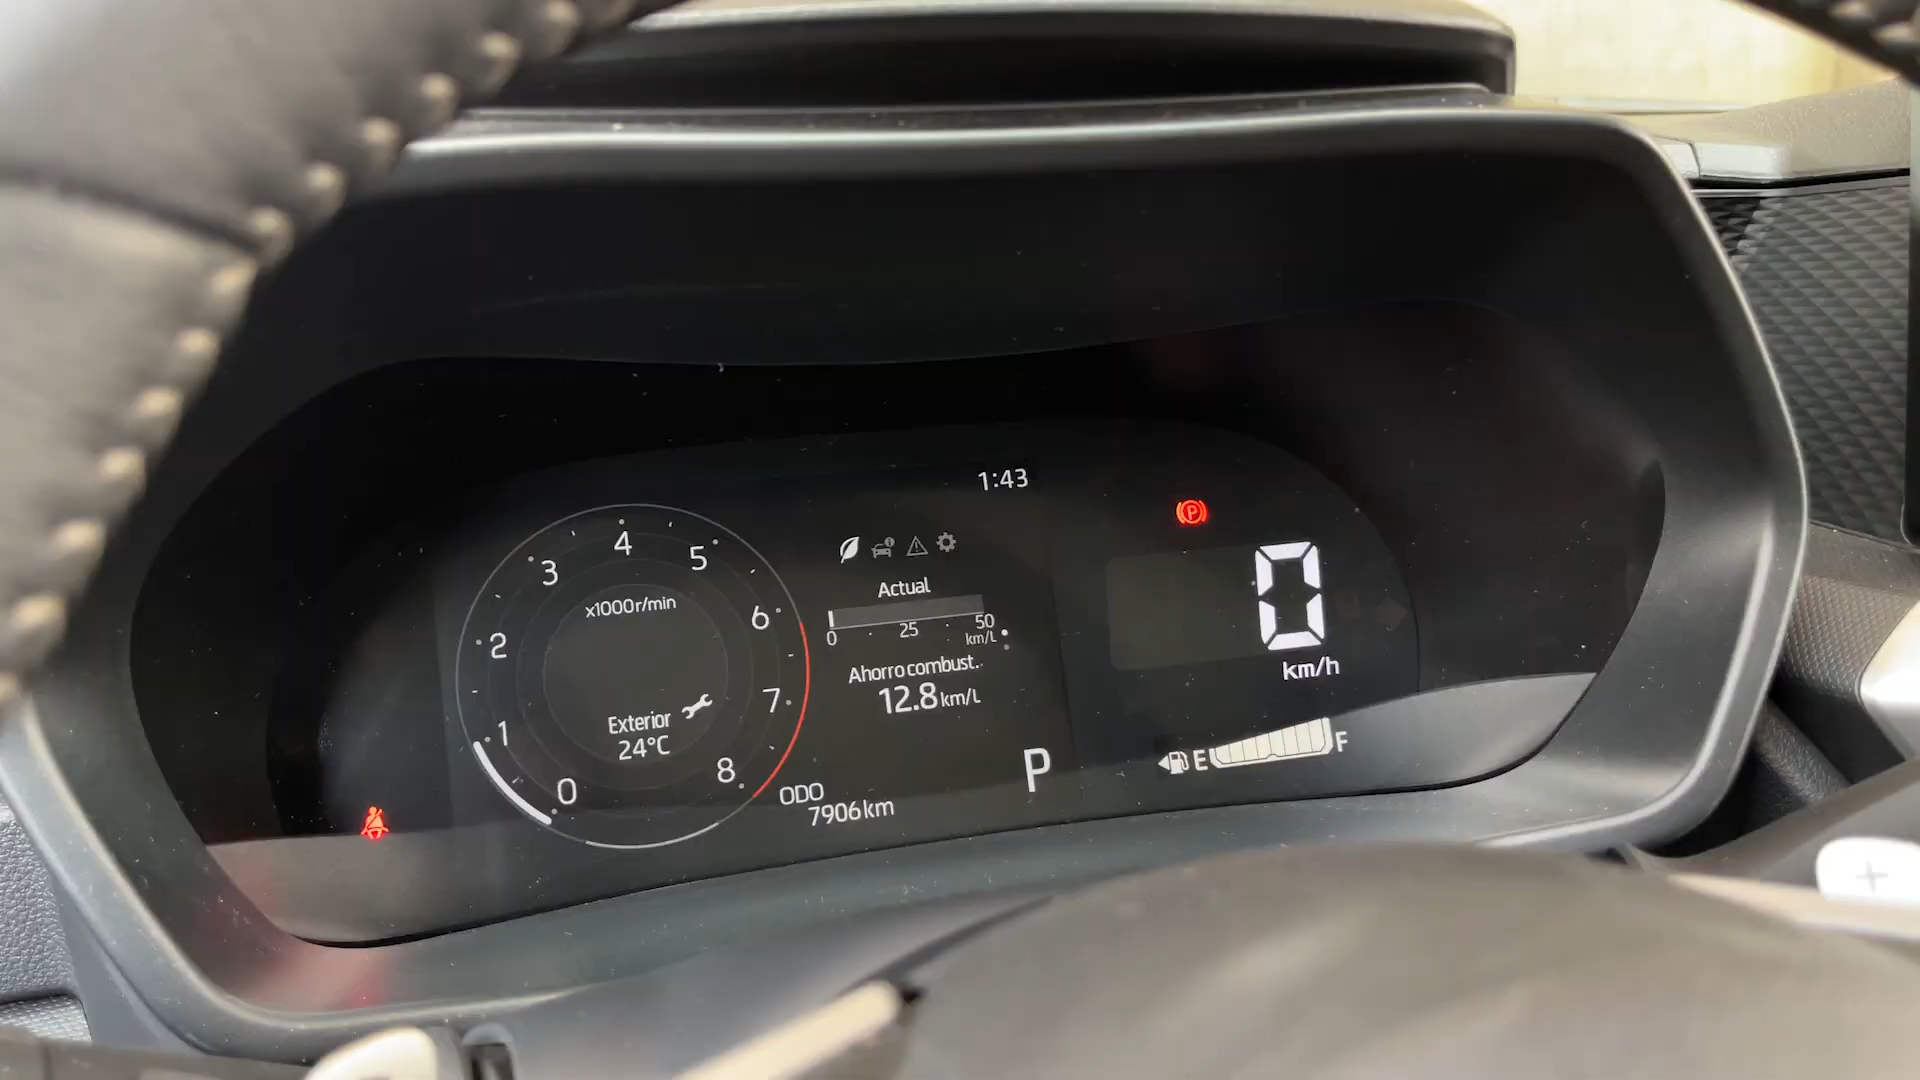 1:43
4
3
5
2
6
1
7
0
8
x1000r/min
Exterior
24°C
Actual
0 25 50
km/L
Ahorro combust.
12.8 km/L
ODO
7906 km
P
P
0
km/h
E F
+